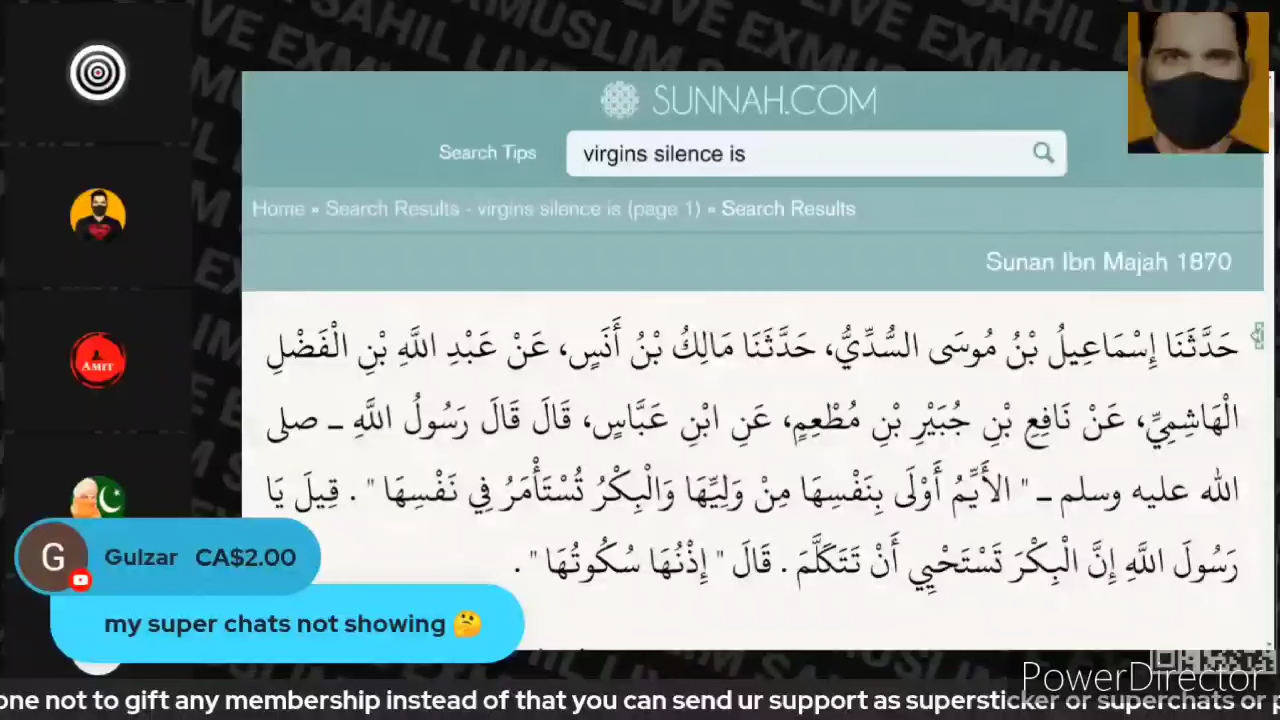 SUNNAH.COM
Search Tips
virgins silence is
Home » Search Results - virgins silence is (page 1) » Search Results
Sunan Ibn Majah 1870
حَدَّثَنَا إِسْمَاعِيلُ بْنُ مُوسَى السُّدِّيُّ، حَدَّثَنَا مَالِكُ بْنُ أَنَسٍ، عَنْ عَبْدِ اللَّهِ بْنِ الْفَضْلِ
الْهَاشِمِيِّ، عَنْ نَافِعِ بْنِ جُبَيْرِ بْنِ مُطْعِمٍ، عَنِ ابْنِ عَبَّاسٍ، قَالَ قَالَ رَسُولُ اللَّهِ ـ صلى
الله عليه وسلم ـ " الأَيِّمُ أَوْلَى بِنَفْسِهَا مِنْ وَلِيِّهَا وَالْبِكْرُ تُسْتَأْمَرُ فِي نَفْسِهَا " . قِيلَ يَا
رَسُولَ اللَّهِ إِنَّ الْبِكْرَ تَسْتَحْيِي أَنْ تَتَكَلَّمَ . قَالَ " إِذْنُهَا سُكُوتُهَا " .
AMIT
G
Gulzar CA$2.00
my super chats not showing 🤔
PowerDirector
one not to gift any membership instead of that you can send ur support as supersticker or superchats or